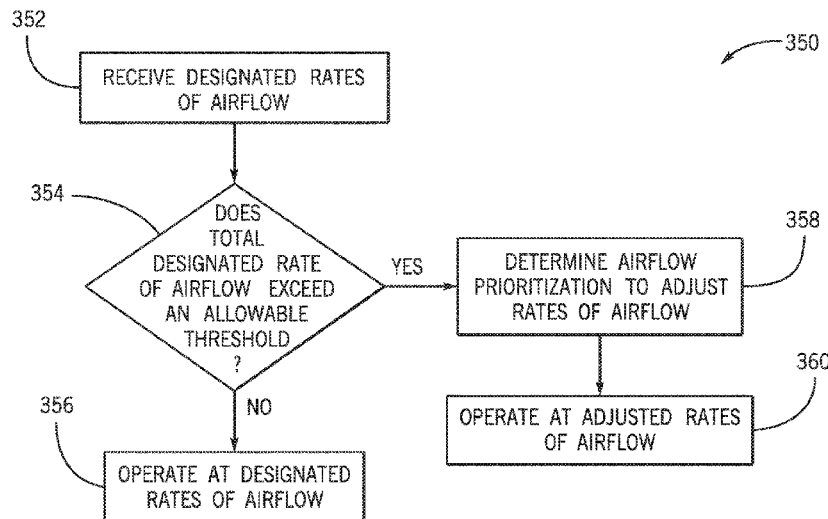 352
350
RECEIVE DESIGNATED RATES
OF AIRFLOW
354
DOES
TOTAL
DESIGNATED RATE
OF AIRFLOW EXCEED
AN ALLOWABLE
THRESHOLD
?
YES
358
DETERMINE AIRFLOW
PRIORITIZATION TO ADJUST
RATES OF AIRFLOW
360
OPERATE AT ADJUSTED RATES
OF AIRFLOW
NO
356
OPERATE AT DESIGNATED
RATES OF AIRFLOW